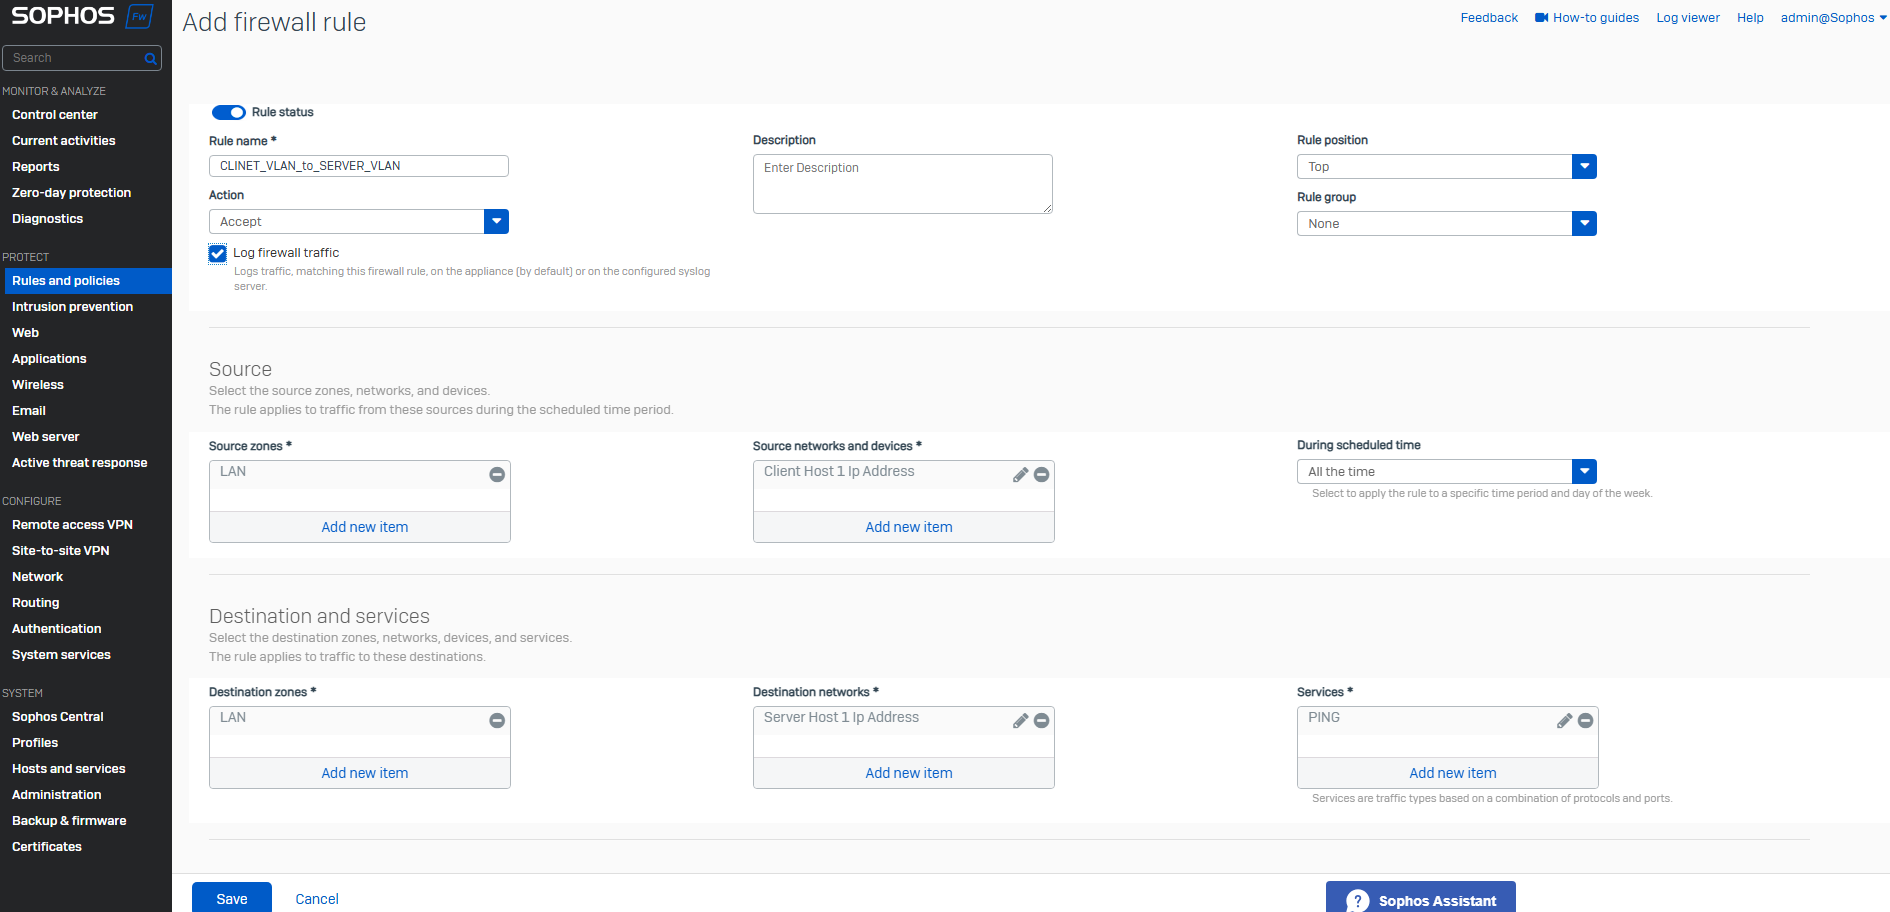 SOPHOS Fw
Search
MONITOR & ANALYZE
Control center
Current activities
Reports
Zero-day protection
Diagnostics
PROTECT
Rules and policies
Intrusion prevention
Web
Applications
Wireless
Email
Web server
Active threat response
CONFIGURE
Remote access VPN
Site-to-site VPN
Network
Routing
Authentication
System services
SYSTEM
Sophos Central
Profiles
Hosts and services
Administration
Backup & firmware
Certificates
Add firewall rule
Feedback How-to guides Log viewer Help admin@Sophos
Rule status
Rule name *
CLINET_VLAN_to_SERVER_VLAN
Action
Accept
Log firewall traffic
Logs traffic, matching this firewall rule, on the appliance (by default) or on the configured syslog
server.
Description
Enter Description
Rule position
Top
Rule group
None
Source
Select the source zones, networks, and devices.
The rule applies to traffic from these sources during the scheduled time period.
Source zones *
LAN
Add new item
Source networks and devices *
Client Host 1 Ip Address
Add new item
During scheduled time
All the time
Select to apply the rule to a specific time period and day of the week.
Destination and services
Select the destination zones, networks, devices, and services.
The rule applies to traffic to these destinations.
Destination zones *
LAN
Add new item
Destination networks *
Server Host 1 Ip Address
Add new item
Services *
PING
Add new item
Services are traffic types based on a combination of protocols and ports.
Save Cancel
? Sophos Assistant